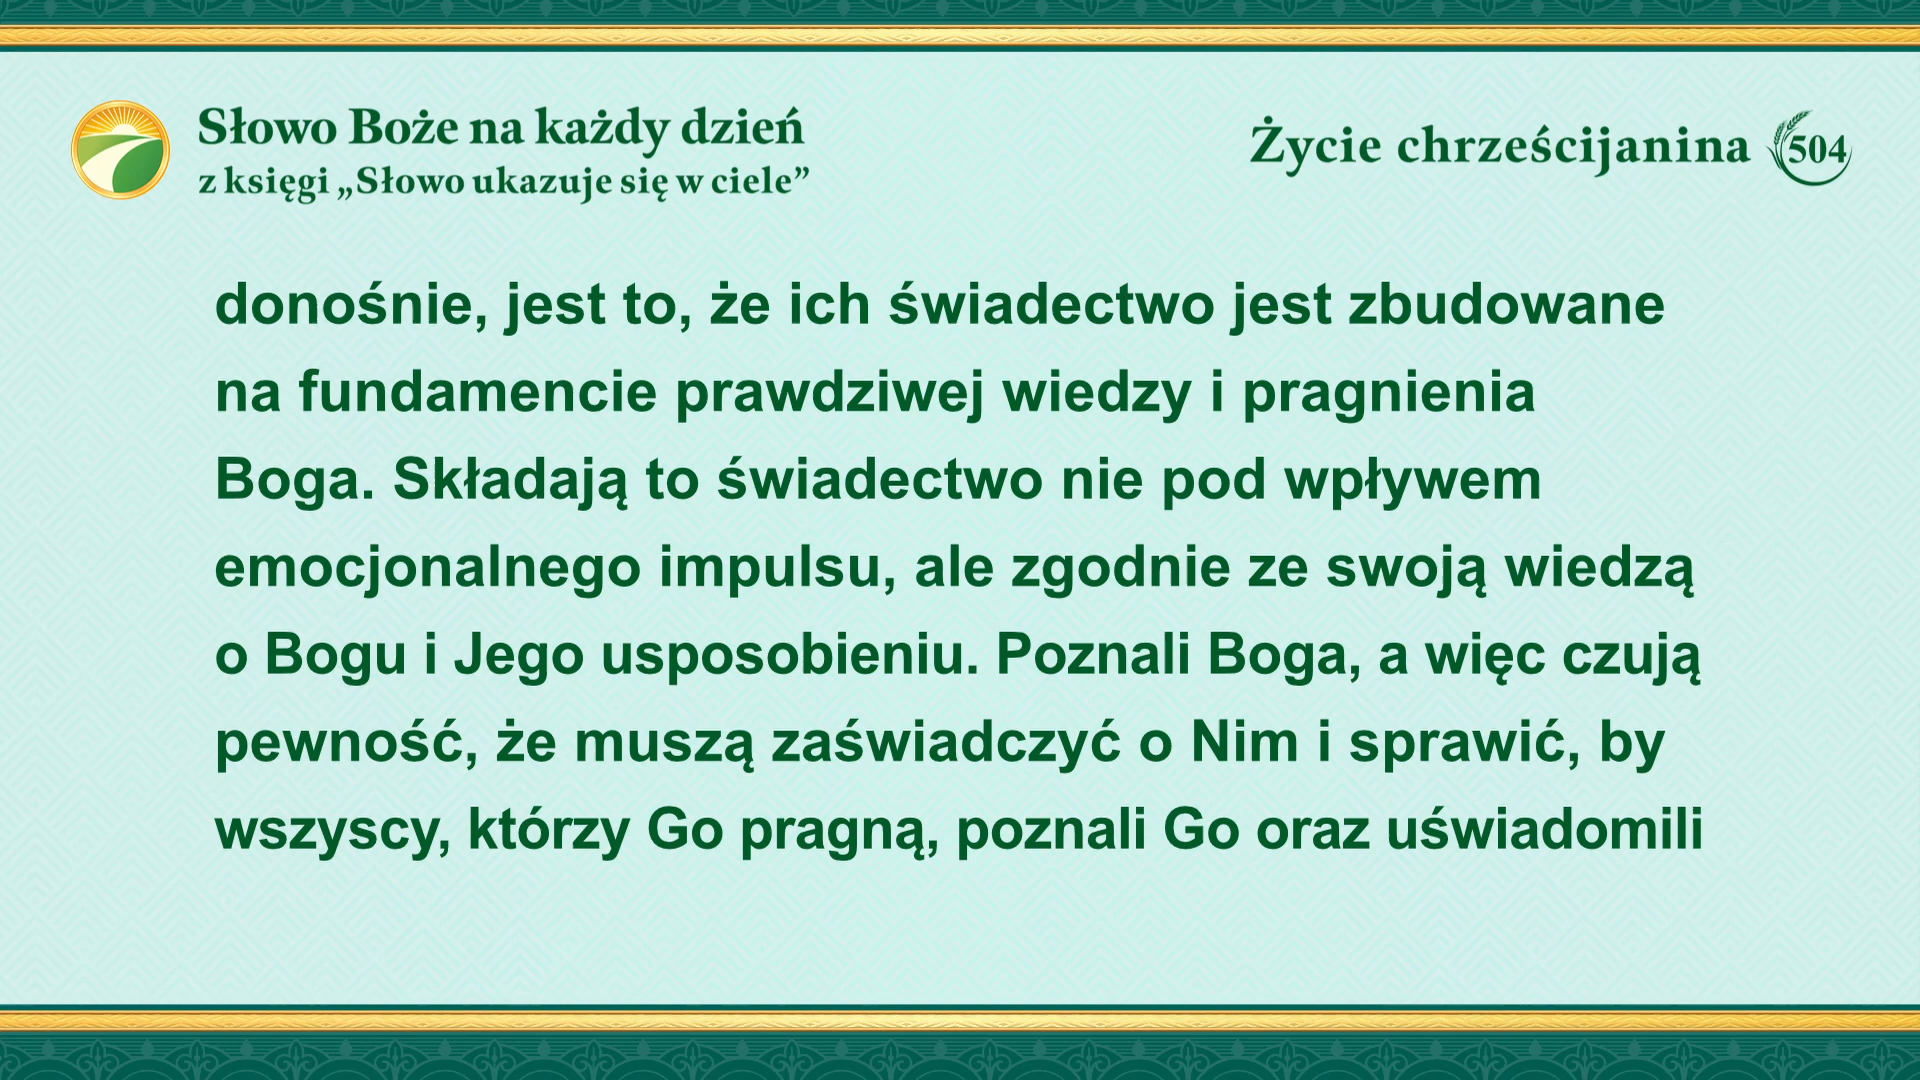 Słowo Boże na każdy dzień
z księgi „Słowo ukazuje się w ciele”
Życie chrześcijanina 504
donośnie, jest to, że ich świadectwo jest zbudowane
na fundamencie prawdziwej wiedzy i pragnienia
Boga. Składają to świadectwo nie pod wpływem
emocjonalnego impulsu, ale zgodnie ze swoją wiedzą
o Bogu i Jego usposobieniu. Poznali Boga, a więc czują
pewność, że muszą zaświadczyć o Nim i sprawić, by
wszyscy, którzy Go pragną, poznali Go oraz uświadomili